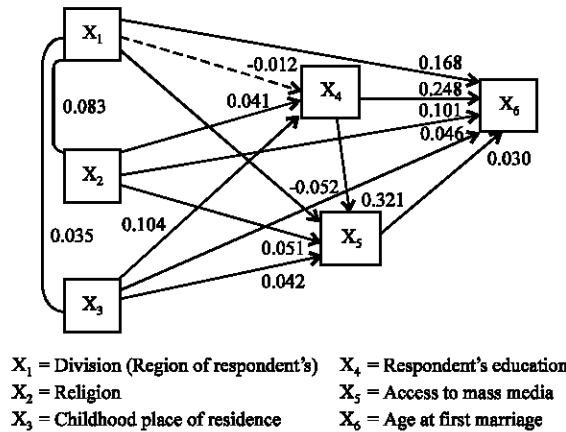 X1
0.168
-0.012
X4
0.248
X6
0.083
0.041
0.101
0.046
X2
0.030
-0.052
0.321
0.104
0.035
0.051
X5
0.042
X3
X1 = Division (Region of respondent's) X4 = Respondent's education
X2 = Religion X5 = Access to mass media
X3 = Childhood place of residence X6 = Age at first marriage